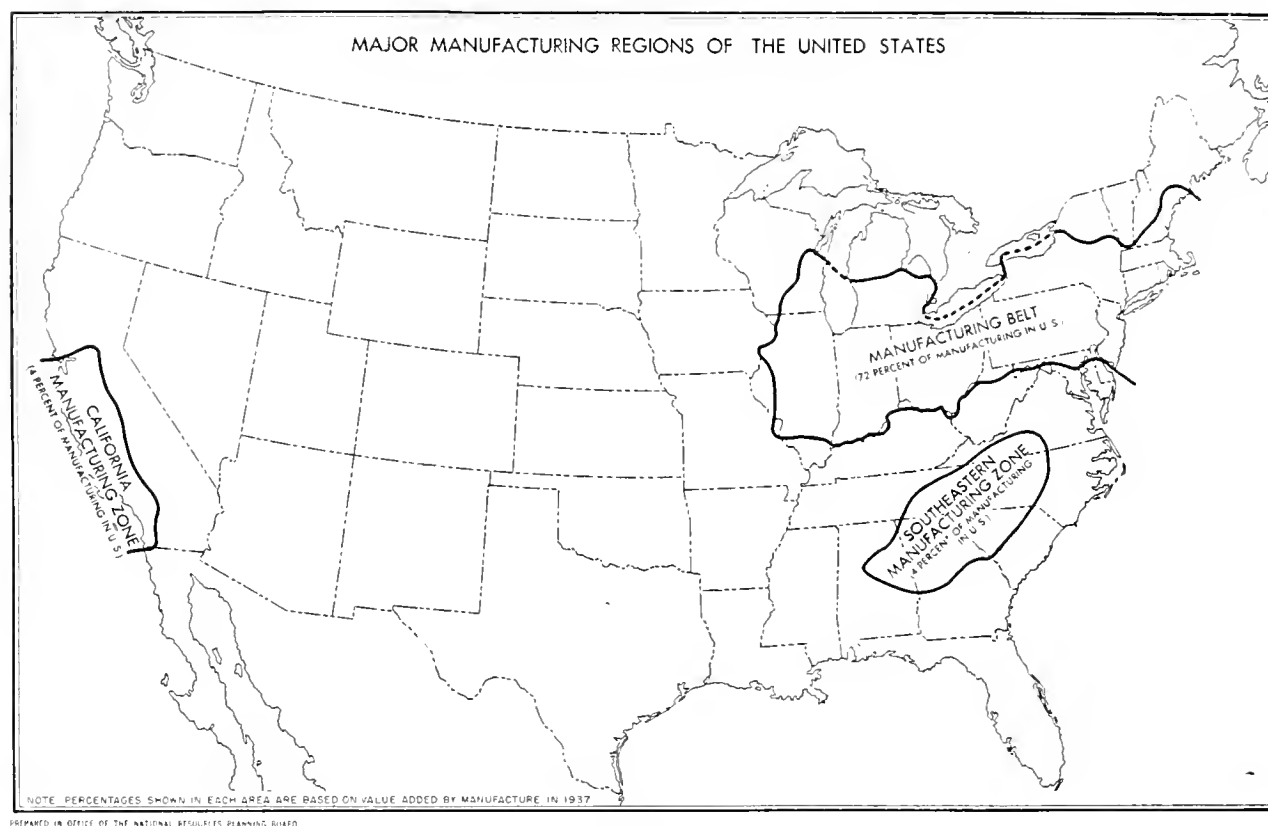 MAJOR MANUFACTURING REGIONS OF THE UNITED STATES
MANUFACTURING BELT
(72 PERCENT OF MANUFACTURING IN U.S.)
CALIFORNIA
MANUFACTURING ZONE
(4 PERCENT OF MANUFACTURING IN U.S.)
SOUTHEASTERN
MANUFACTURING ZONE
(4 PERCENT OF MANUFACTURING
IN U.S.)
NOTE PERCENTAGES SHOWN IN EACH AREA ARE BASED ON VALUE ADDED BY MANUFACTURE IN 1937
PREPARED IN OFFICE OF THE NATIONAL RESOURCES PLANNING BOARD